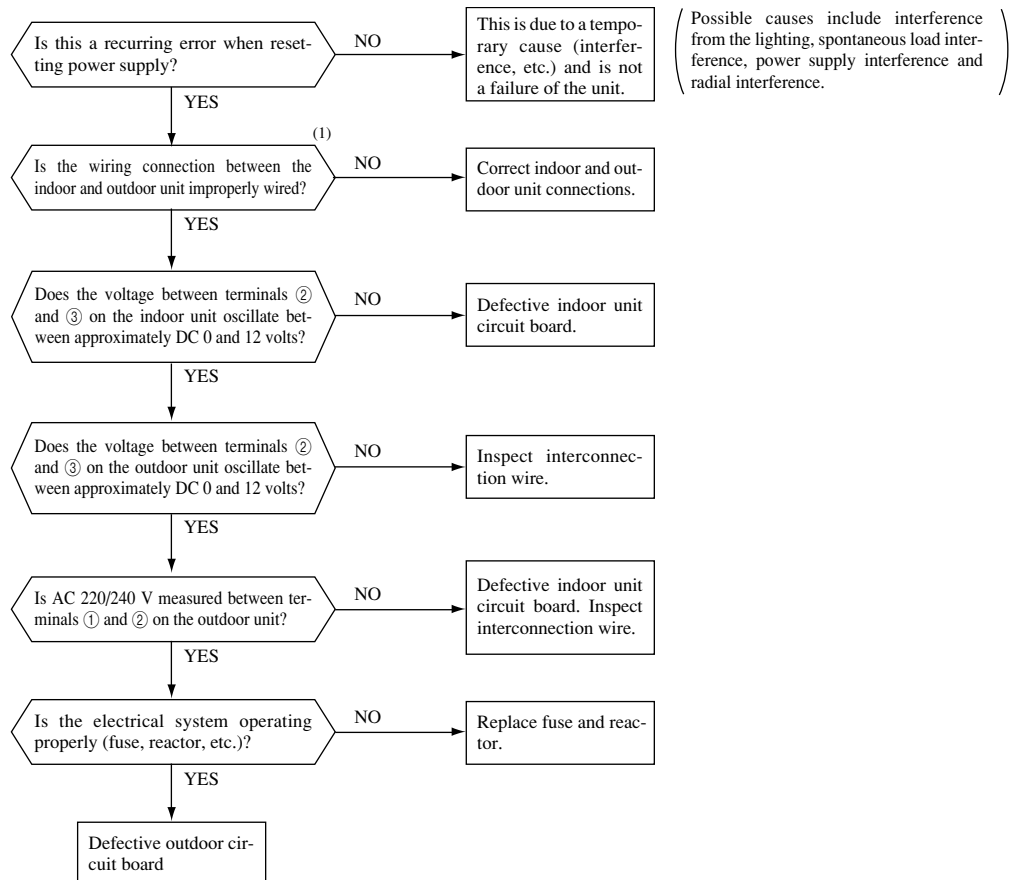 Is this a recurring error when reset-
ting power supply?
NO
This is due to a tempo-
rary cause (interfer-
ence, etc.) and is not
a failure of the unit.
Possible causes include interference
from the lighting, spontaneous load inter-
ference, power supply interference and
radial interference.
YES
(1)
Is the wiring connection between the
indoor and outdoor unit improperly wired?
NO
Correct indoor and out-
door unit connections.
YES
Does the voltage between terminals ②
and ③ on the indoor unit oscillate be-
tween approximately DC 0 and 12 volts?
NO
Defective indoor unit
circuit board.
YES
Does the voltage between terminals ②
and ③ on the outdoor unit oscillate be-
tween approximately DC 0 and 12 volts?
NO
Inspect interconnec-
tion wire.
YES
Is AC 220/240 V measured between ter-
minals ① and ② on the outdoor unit?
NO
Defective indoor unit
circuit board. Inspect
interconnection wire.
YES
Is the electrical system operating
properly (fuse, reactor, etc.)?
NO
Replace fuse and reac-
tor.
YES
Defective outdoor cir-
cuit board